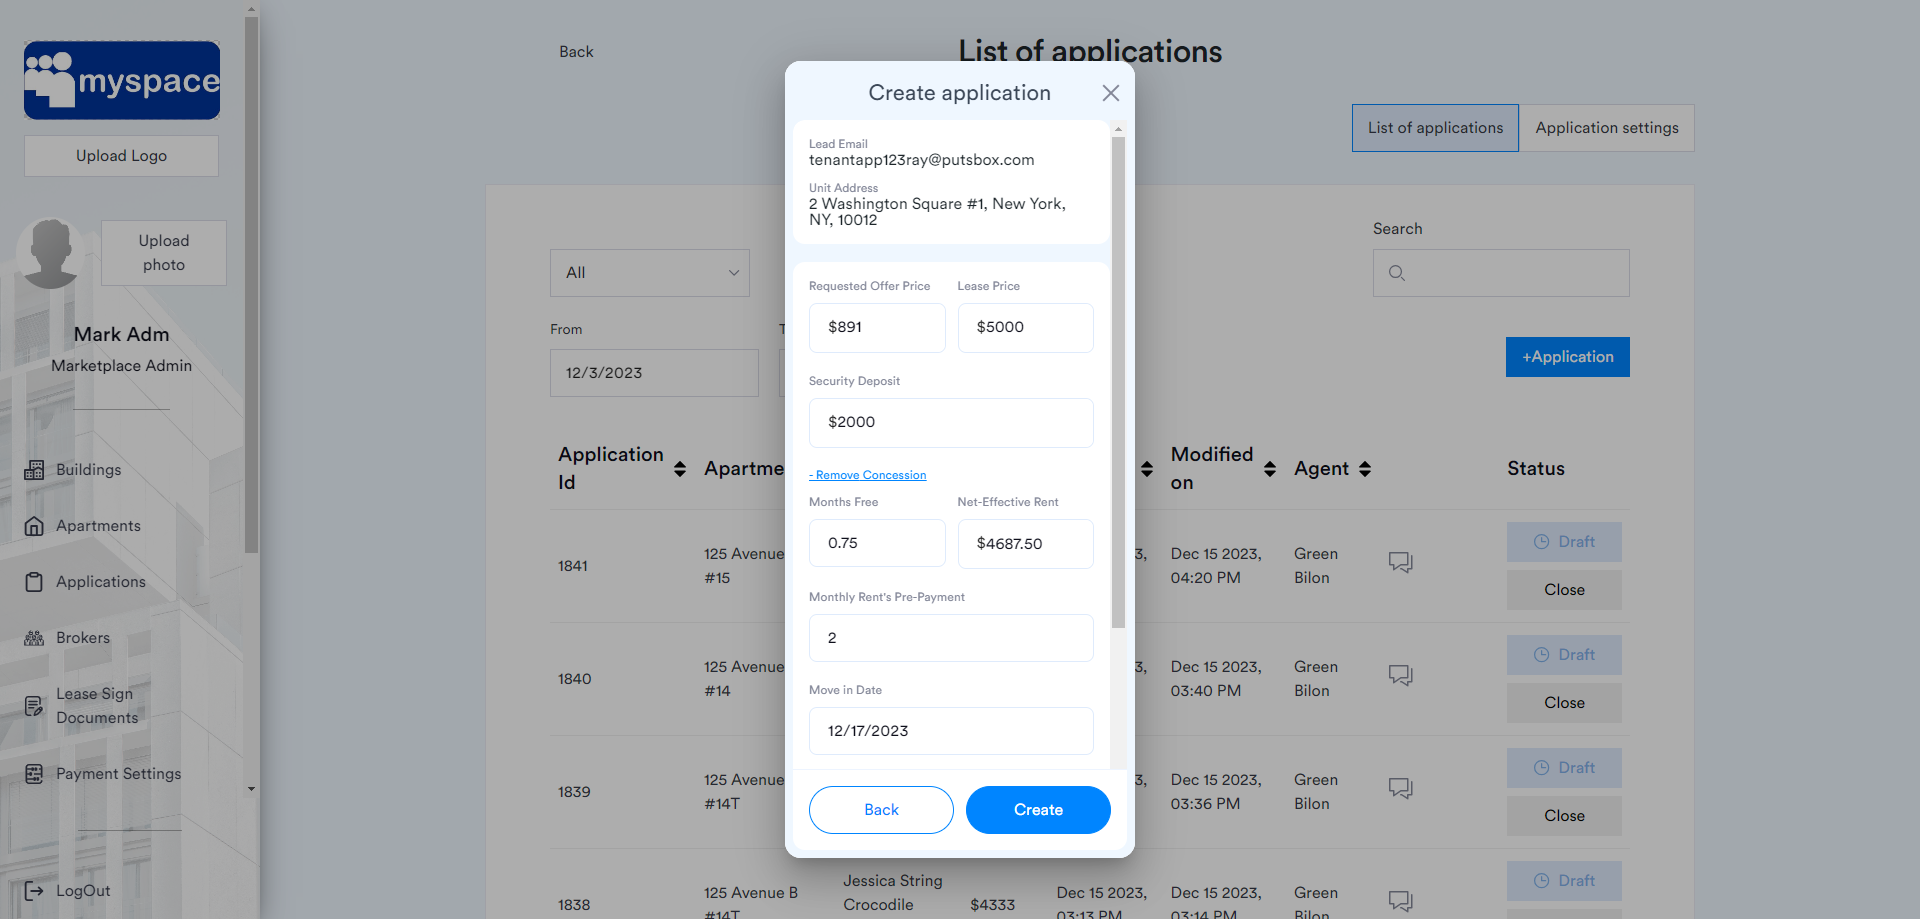 myspace
Upload Logo
Upload
photo
Mark Adm
Marketplace Admin
Buildings
Apartments
Applications
Brokers
Lease Sign
Documents
Payment Settings
LogOut
Back
List of applications
List of applications
Application settings
All
Search
From
T
12/3/2023
+Application
Application
Id
Apartme
Modified
on
Agent
Status
1841
125 Avenue
#15
3,
Dec 15 2023,
04:20 PM
Green
Bilon
Draft
Close
1840
125 Avenue
#14
3,
Dec 15 2023,
03:40 PM
Green
Bilon
Draft
Close
1839
125 Avenue
#14T
3,
Dec 15 2023,
03:36 PM
Green
Bilon
Draft
Close
1838
125 Avenue B
#14T
Jessica String
Crocodile
$4333
Dec 15 2023,
03:13 PM
Dec 15 2023,
03:14 PM
Green
Bilon
Draft
Create application
Lead Email
tenantapp123ray@putsbox.com
Unit Address
2 Washington Square #1, New York,
NY, 10012
Requested Offer Price
Lease Price
$891
$5000
Security Deposit
$2000
- Remove Concession
Months Free
Net-Effective Rent
0.75
$4687.50
Monthly Rent's Pre-Payment
2
Move in Date
12/17/2023
Back
Create